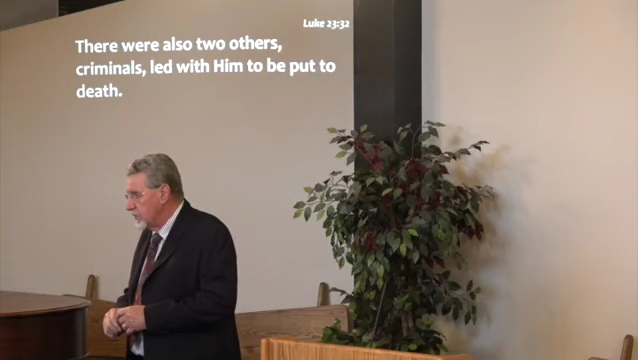 Luke 23:32
There were also two others,
criminals, led with Him to be put to
death.